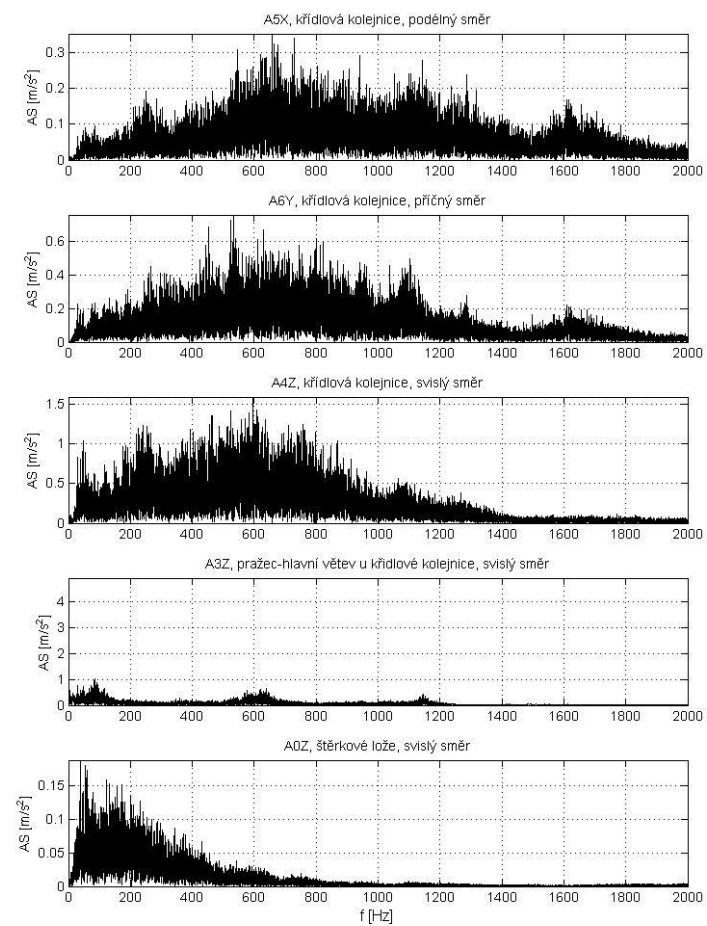 A5X, křídlová kolejnice, podélný směr
AS [m/s²]
0.3
0.2
0.1
0
0 200 400 600 800 1000 1200 1400 1600 1800 2000
A6Y, křídlová kolejnice, příčný směr
AS [m/s²]
0.6
0.4
0.2
0
0 200 400 600 800 1000 1200 1400 1600 1800 2000
A4Z, křídlová kolejnice, svislý směr
AS [m/s²]
1.5
1
0.5
0
0 200 400 600 800 1000 1200 1400 1600 1800 2000
A3Z, pražec-hlavní větev u křidlové kolejnice, svislý směr
AS [m/s²]
4
3
2
1
0
0 200 400 600 800 1000 1200 1400 1600 1800 2000
A0Z, štěrkové lože, svislý směr
AS [m/s²]
0.15
0.1
0.05
0
0 200 400 600 800 1000 1200 1400 1600 1800 2000
f [Hz]